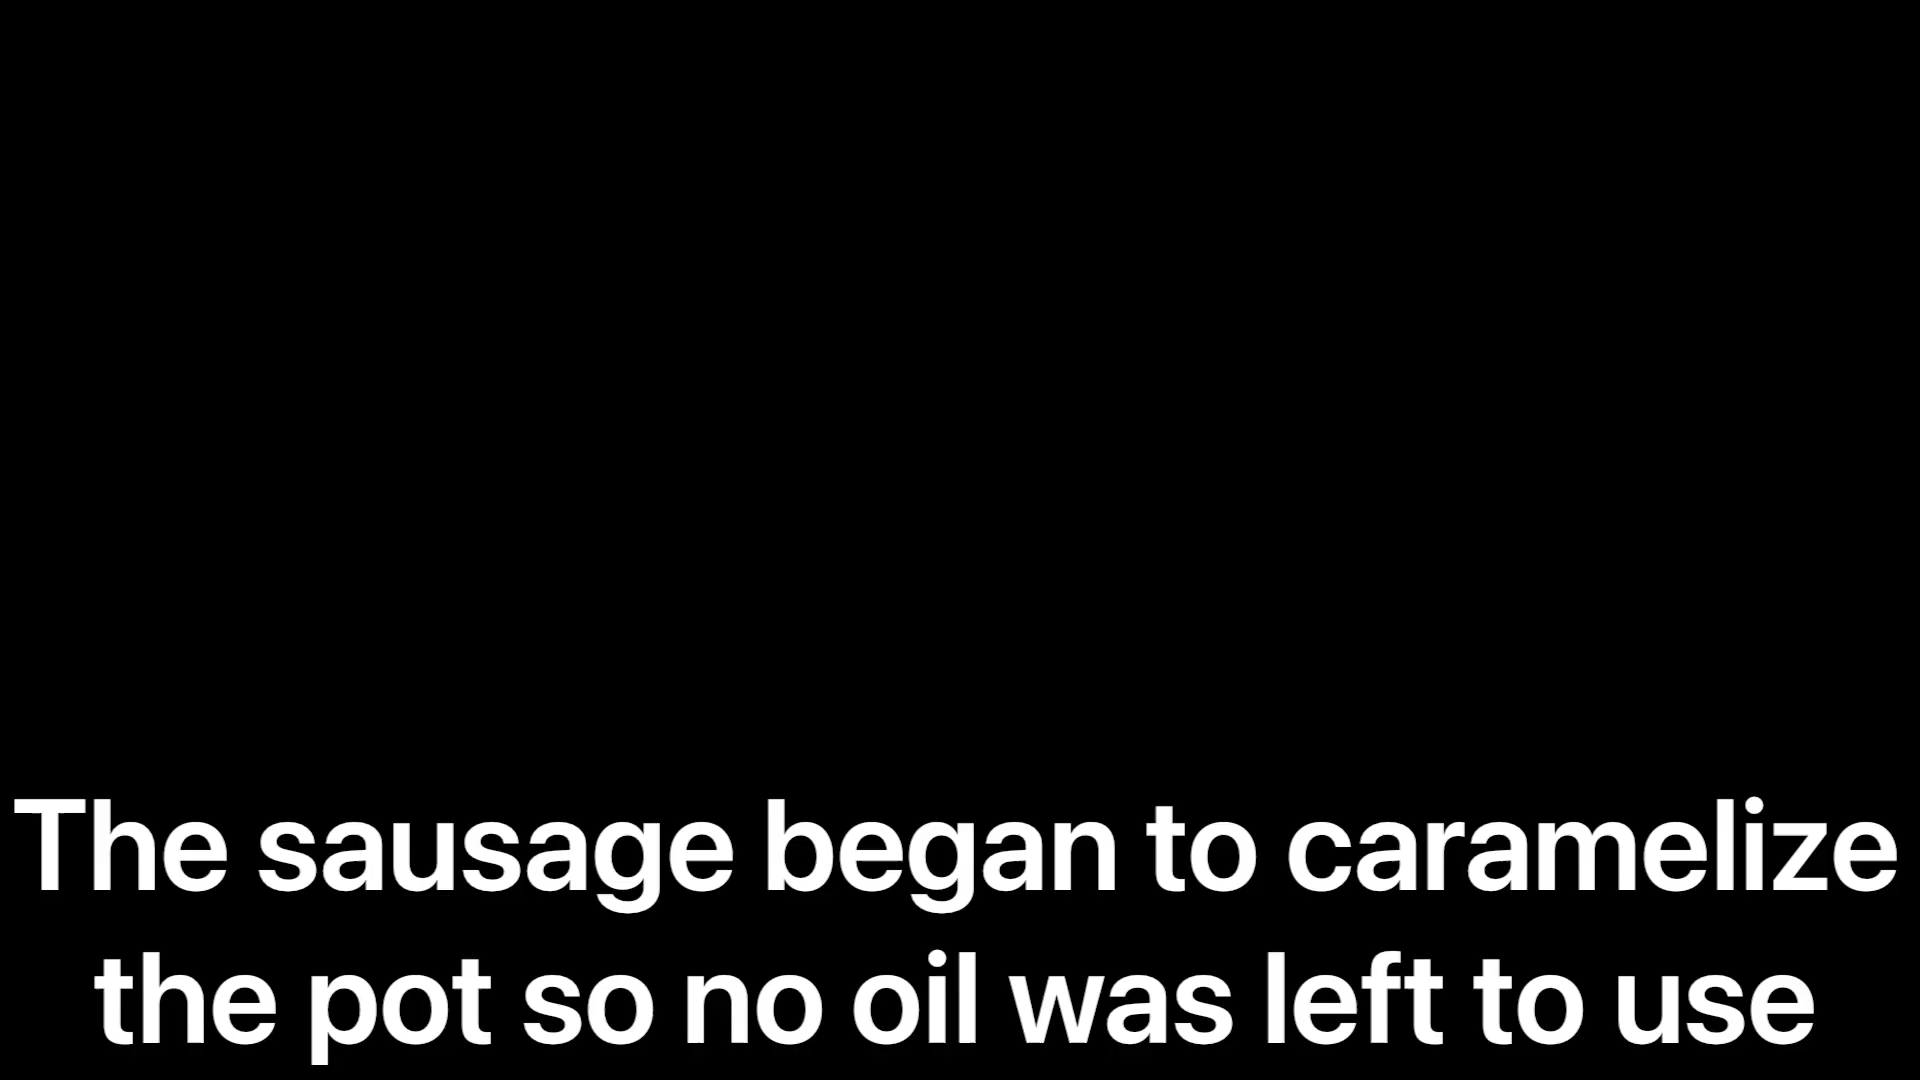 The sausage began to caramelize
the pot so no oil was left to use